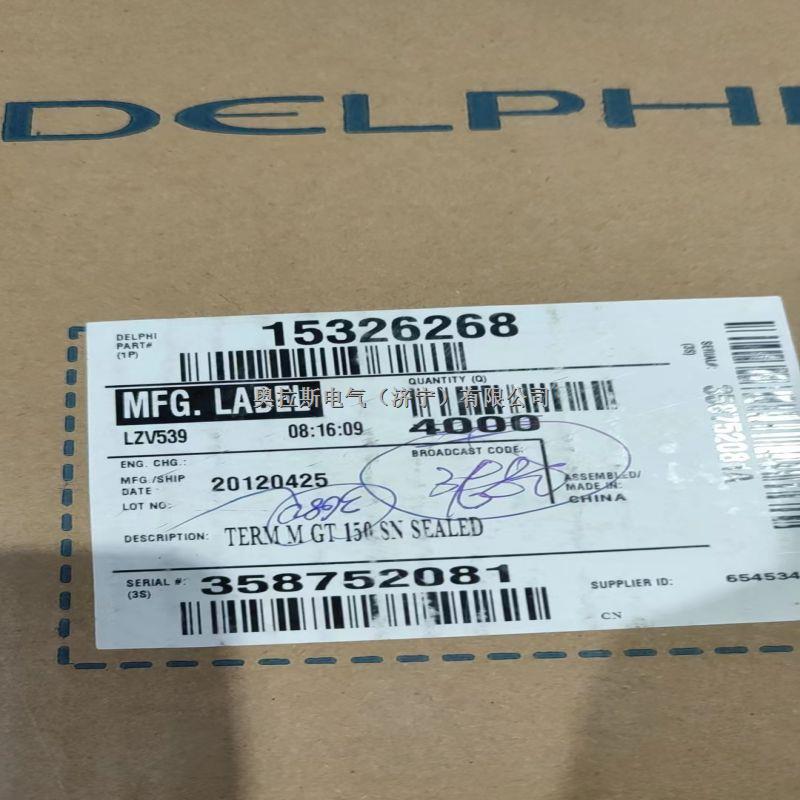 DELPHI
DELPHI
PART#
(1P)
15326268
SERIAL#:
(3S)
QUANTITY (Q)
MFG. LABEL
奥拉斯电气（济宁）有限公司
4000
LZV539
08:16:09
BROADCAST CODE:
ENG. CHG.:
MFG./SHIP
DATE
20120425
ASSEMBLED/
MADE IN:
CHINA
LOT NO:
DESCRIPTION:
TERM M GT 150 SN SEALED
SERIAL #:
(3S)
358752081
SUPPLIER ID:
654534
CN